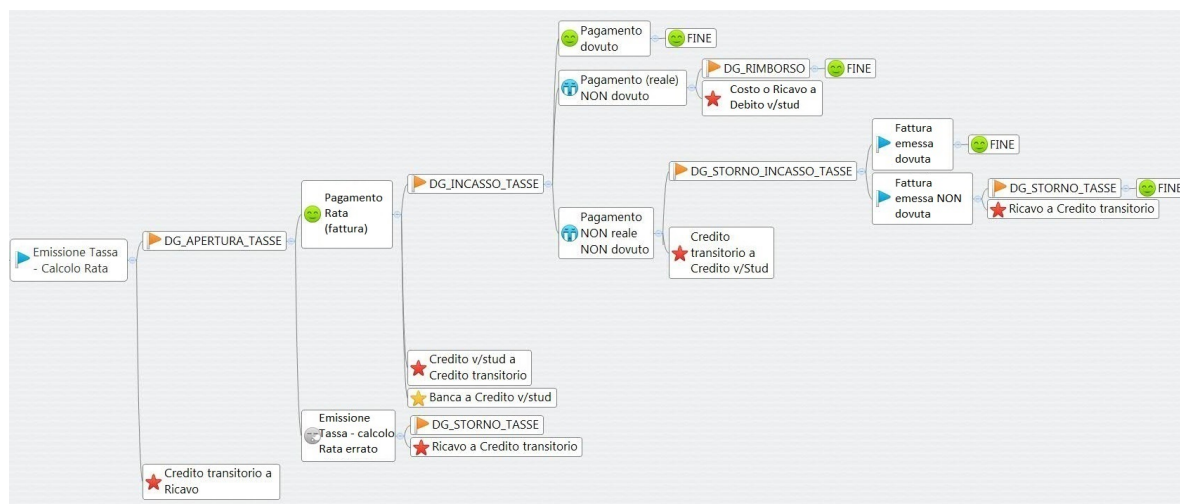 Emissione Tassa
- Calcolo Rata
DG_APERTURA_TASSE
Pagamento
Rata
(fattura)
DG_INCASSO_TASSE
Pagamento
dovuto
FINE
Pagamento (reale)
NON dovuto
DG_RIMBORSO
FINE
Costo o Ricavo a
Debito v/stud
Pagamento
NON reale
NON dovuto
DG_STORNO_INCASSO_TASSE
Fattura
emessa
dovuta
FINE
Fattura
emessa NON
dovuta
DG_STORNO_TASSE
FINE
Ricavo a Credito transitorio
Credito
transitorio a
Credito v/Stud
Credito v/stud a
Credito transitorio
Banca a Credito v/stud
Emissione
Tassa - calcolo
Rata errato
DG_STORNO_TASSE
Ricavo a Credito transitorio
Credito transitorio a
Ricavo